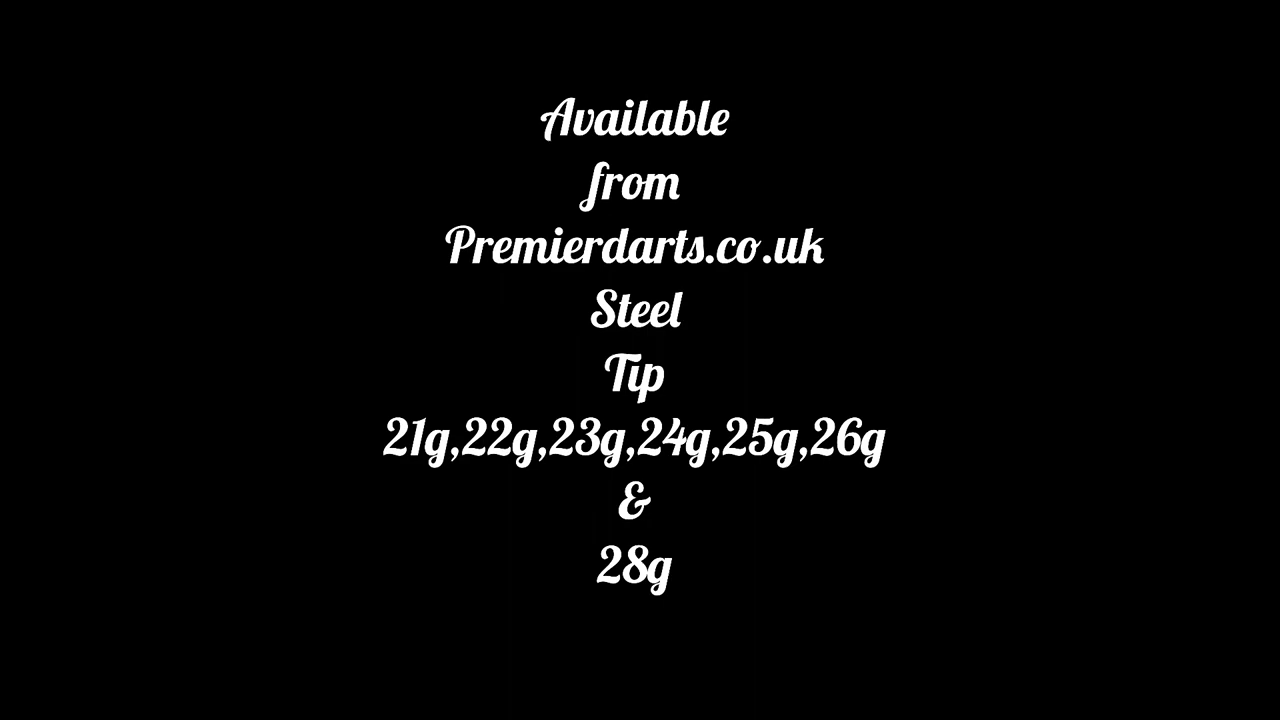 Available
from
Premierdarts.co.uk
Steel
Tip
21g,22g,23g,24g,25g,26g
&
28g